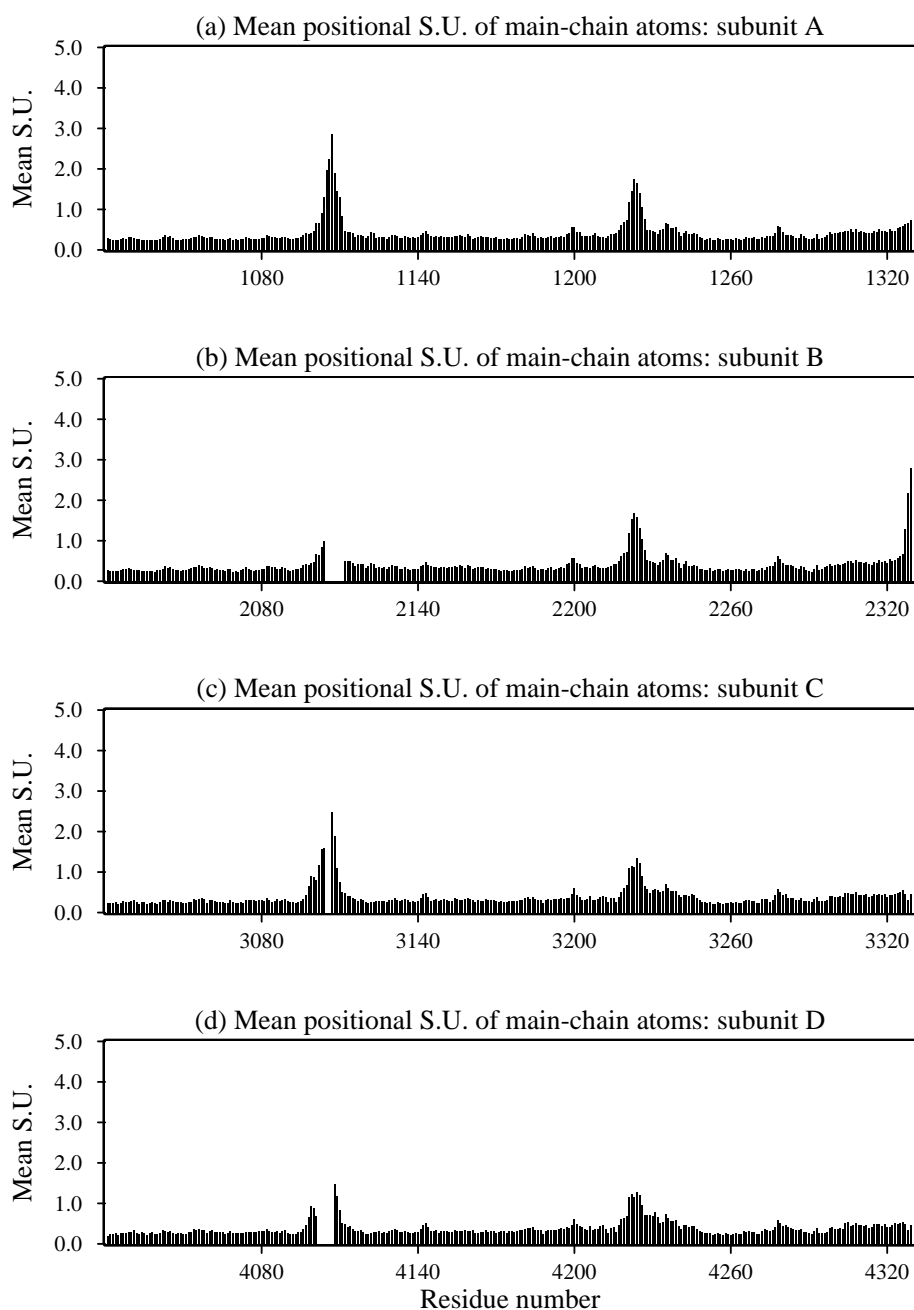 (a) Mean positional S.U. of main-chain atoms: subunit A
5.0
4.0
3.0
2.0
1.0
0.0
Mean S.U.
1080 1140 1200 1260 1320
(b) Mean positional S.U. of main-chain atoms: subunit B
5.0
4.0
3.0
2.0
1.0
0.0
Mean S.U.
2080 2140 2200 2260 2320
(c) Mean positional S.U. of main-chain atoms: subunit C
5.0
4.0
3.0
2.0
1.0
0.0
Mean S.U.
3080 3140 3200 3260 3320
(d) Mean positional S.U. of main-chain atoms: subunit D
5.0
4.0
3.0
2.0
1.0
0.0
Mean S.U.
4080 4140 4200 4260 4320
Residue number